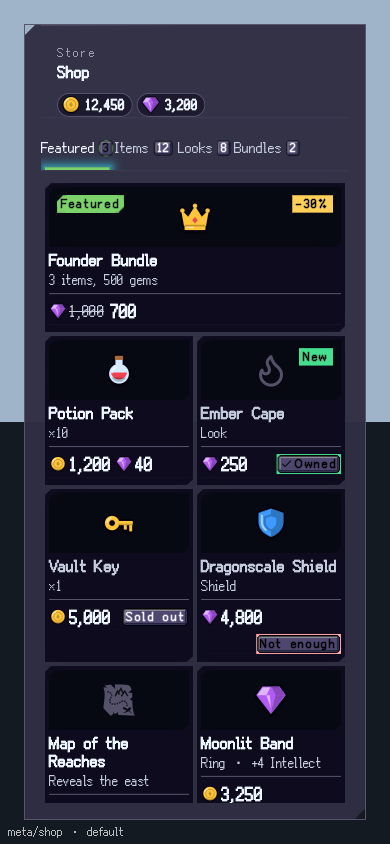 Store
Shop
12,450 3,200
Featured 3 Items 12 Looks 8 Bundles 2
Featured -30%
Founder Bundle
3 items, 500 gems
1,000 700
New
Potion Pack
×10
1,200 40
Ember Cape
Look
250 Owned
Vault Key
×1
5,000 Sold out
Dragonscale Shield
Shield
4,800
Not enough
Map of the
Reaches
Reveals the east
Moonlit Band
Ring · +4 Intellect
3,250
meta/shop · default